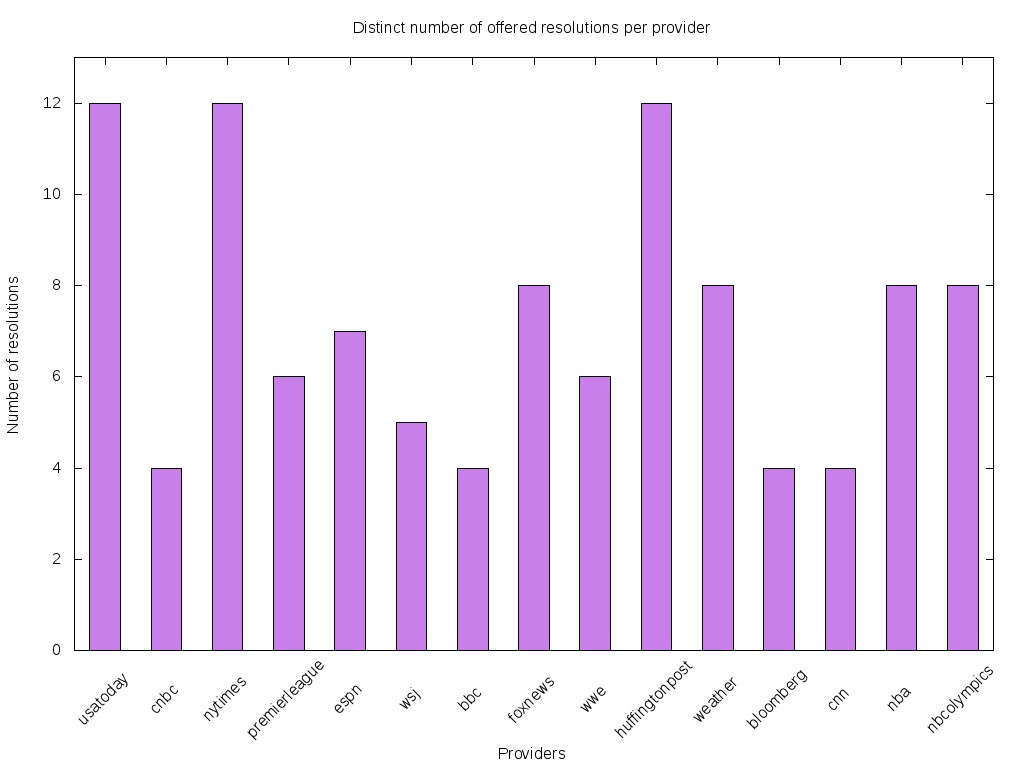 Distinct number of offered resolutions per provider
Number of resolutions
12
10
8
6
4
2
0
usatoday
cnbc
nytimes
premierleague
espn
wsj
bbc
foxnews
wwe
huffingtonpost
weather
bloomberg
cnn
nba
nbcolympics
Providers